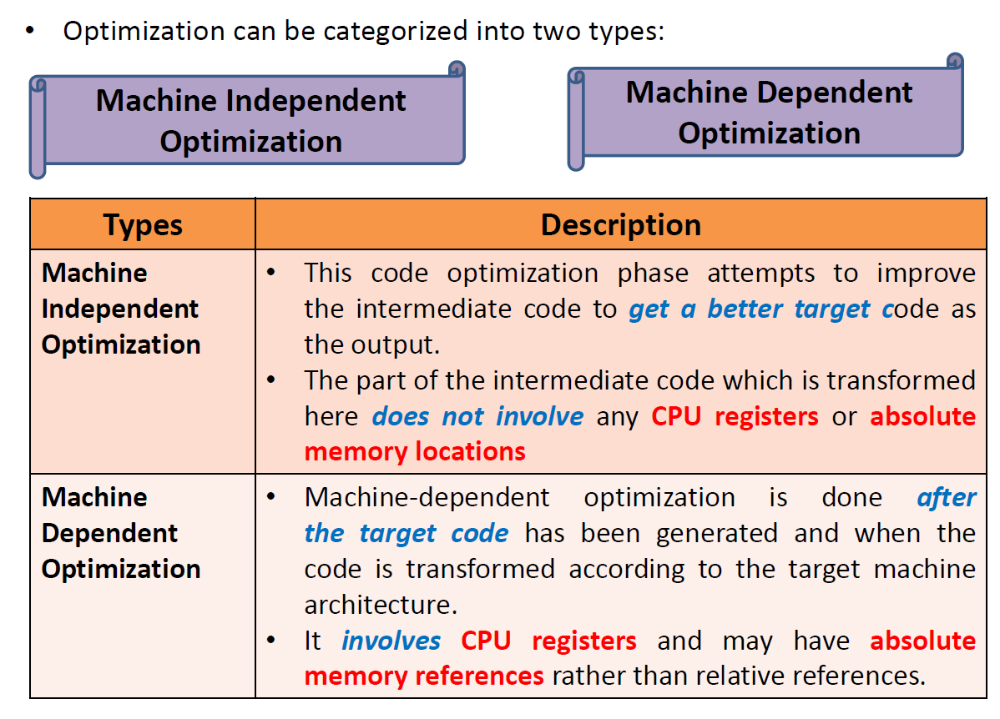 • Optimization can be categorized into two types:
Machine Independent
Optimization
Machine Dependent
Optimization
Types
Description
Machine
Independent
Optimization
• This code optimization phase attempts to improve
the intermediate code to get a better target code as
the output.
• The part of the intermediate code which is transformed
here does not involve any CPU registers or absolute
memory locations
Machine
Dependent
Optimization
• Machine-dependent optimization is done after
the target code has been generated and when the
code is transformed according to the target machine
architecture.
• It involves CPU registers and may have absolute
memory references rather than relative references.